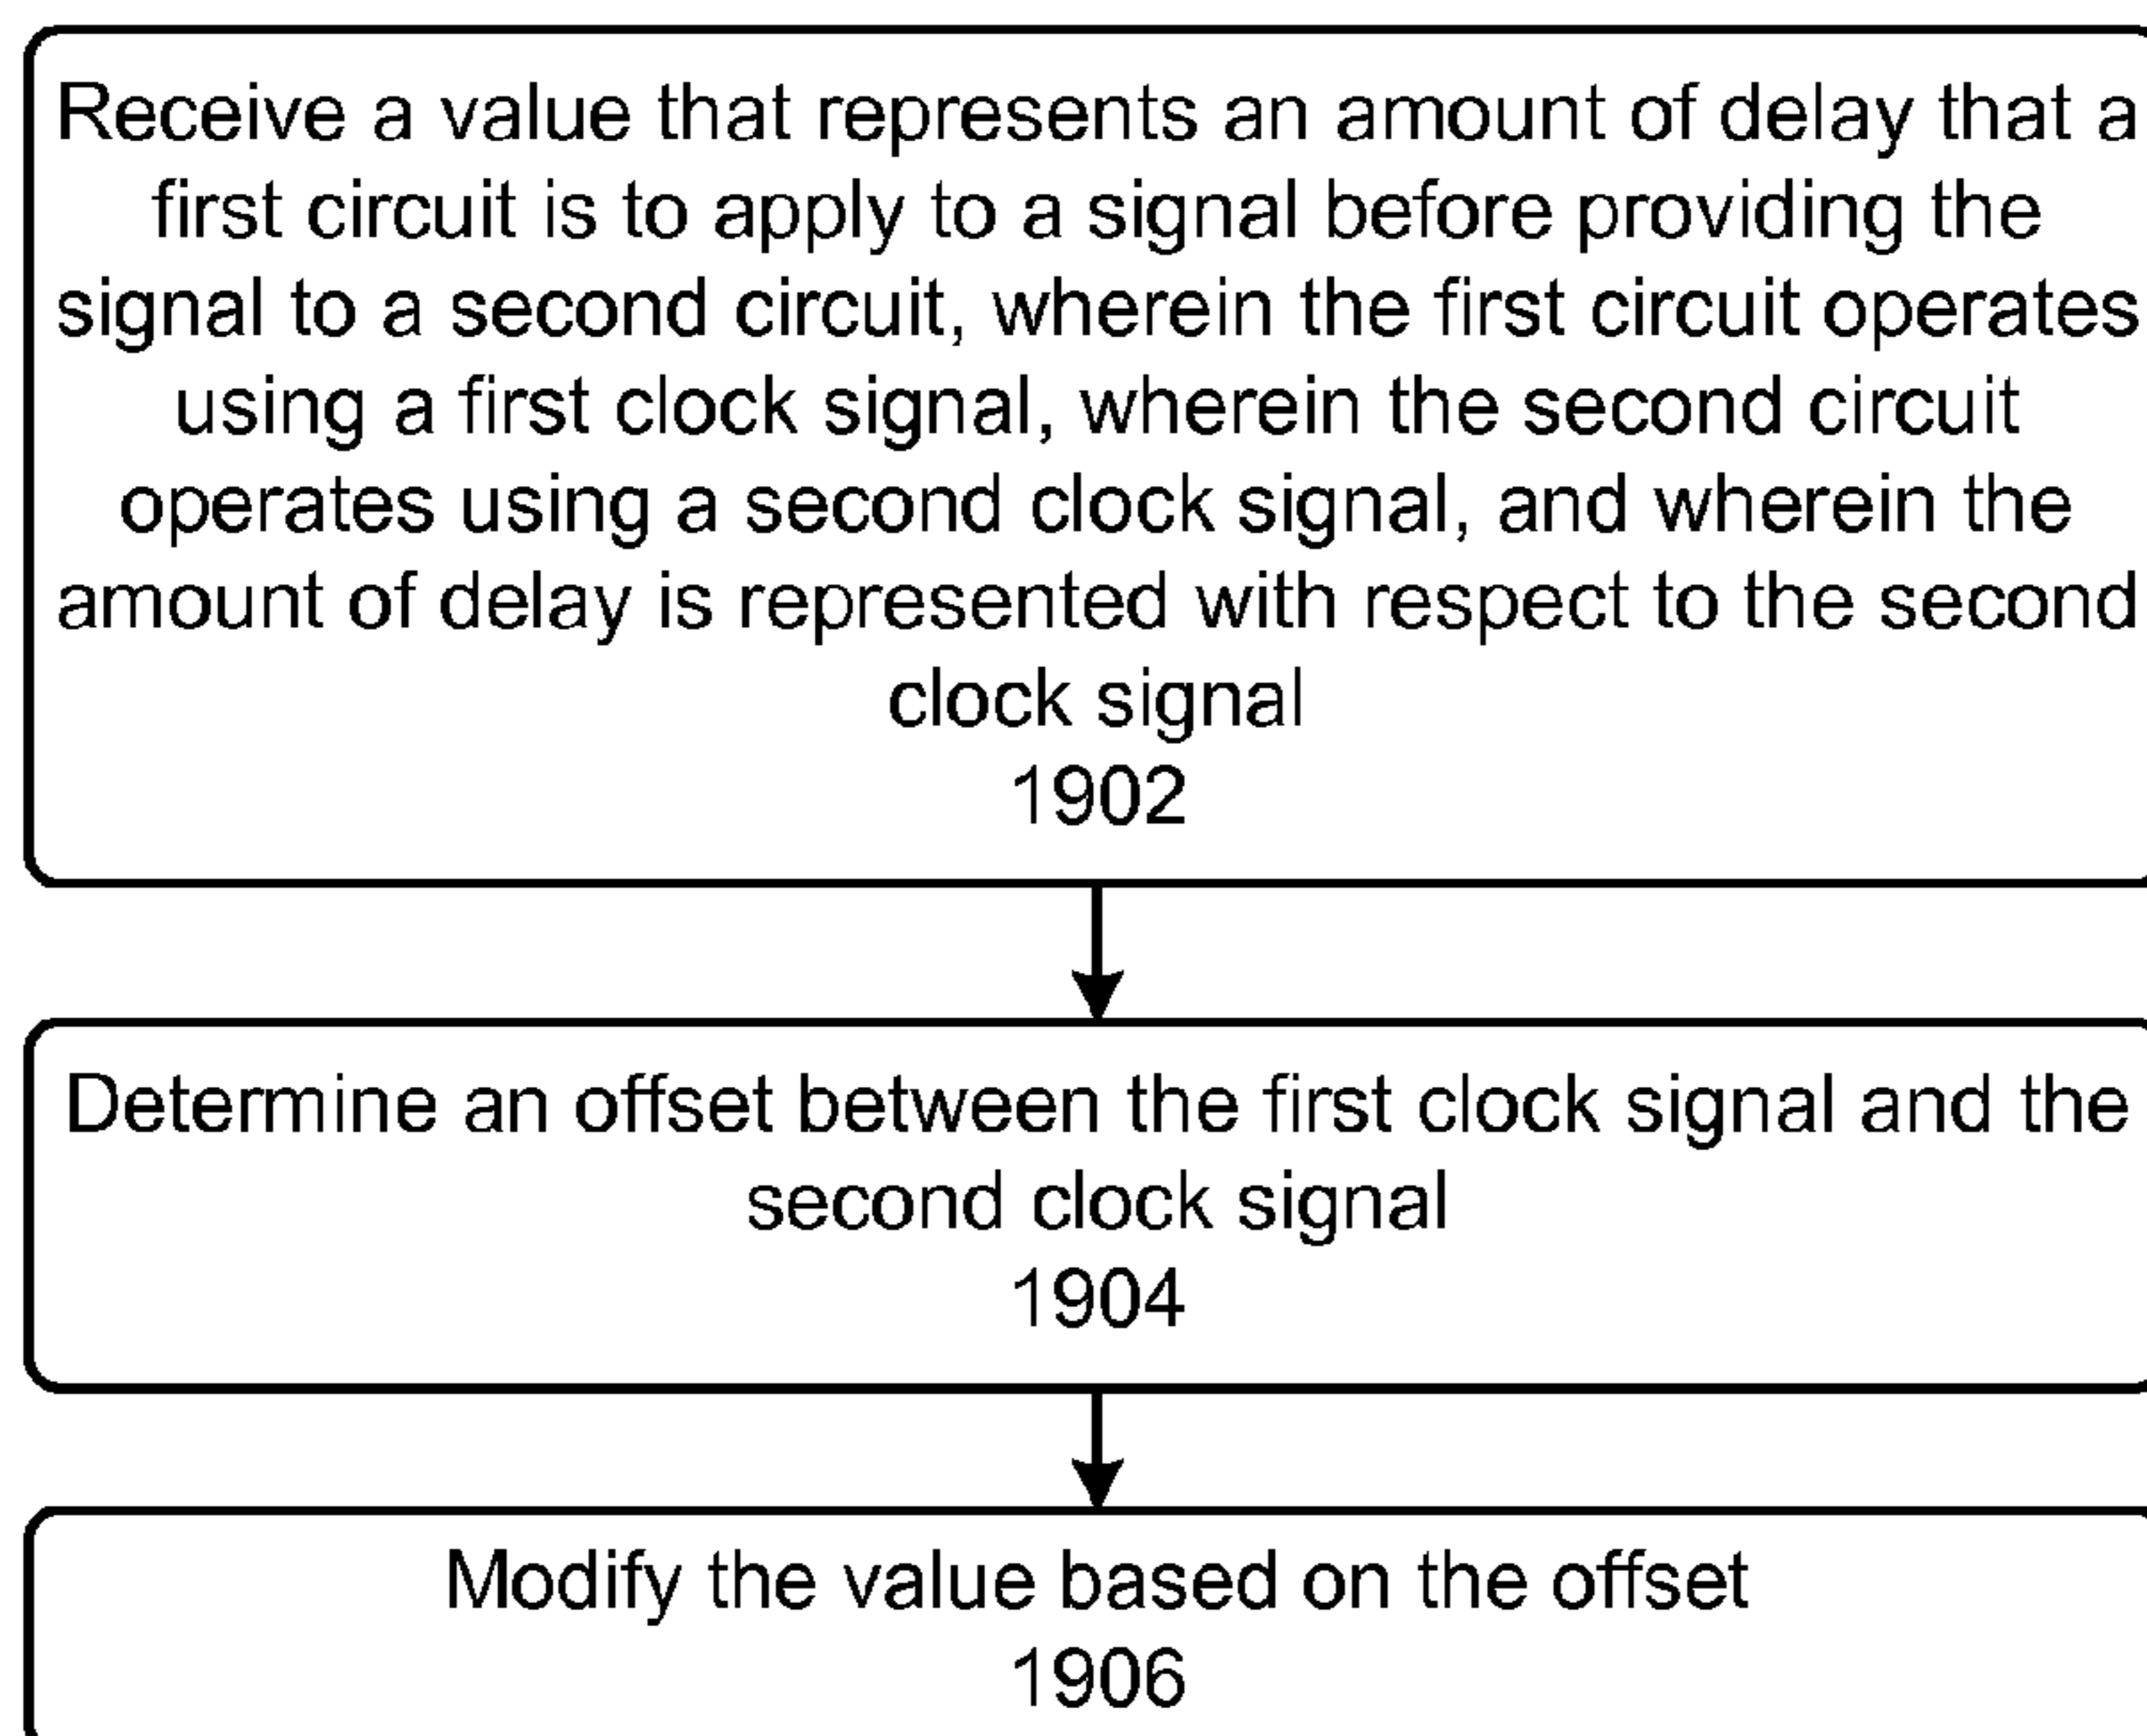 Receive a value that represents an amount of delay that a
first circuit is to apply to a signal before providing the
signal to a second circuit, wherein the first circuit operates
using a first clock signal, wherein the second circuit
operates using a second clock signal, and wherein the
amount of delay is represented with respect to the second
clock signal
1902
Determine an offset between the first clock signal and the
second clock signal
1904
Modify the value based on the offset
1906